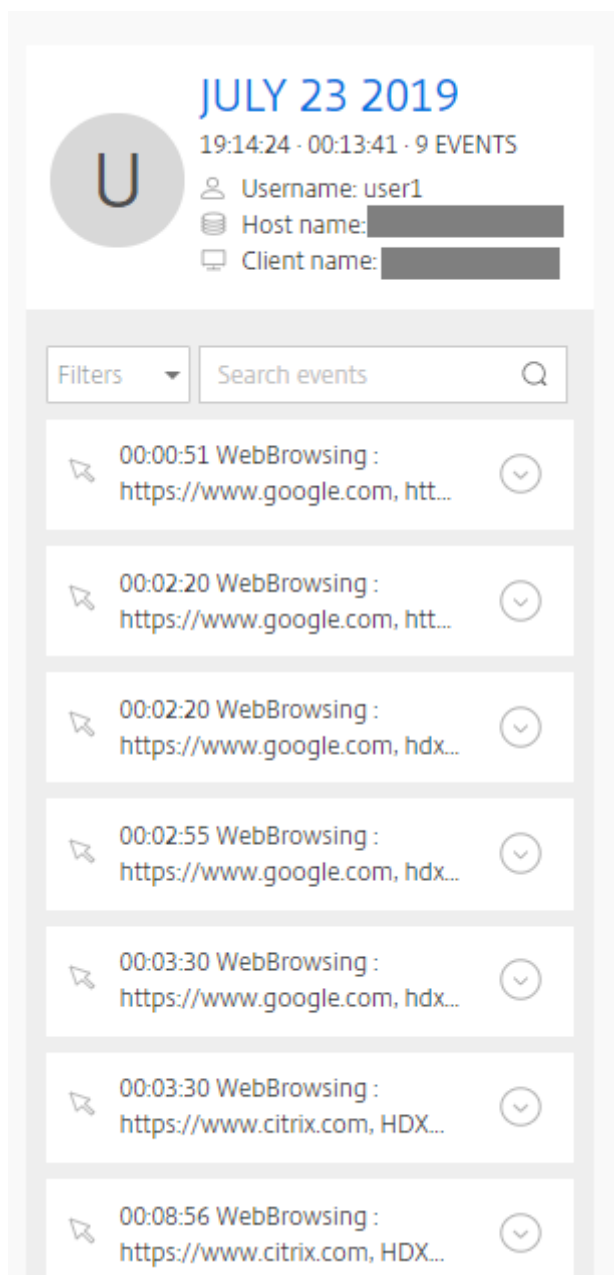 JULY 23 2019
19:14:24 · 00:13:41 · 9 EVENTS
U
Username: user1
Host name:
Client name:
Filters
Search events
00:00:51 WebBrowsing :
https://www.google.com, htt...
00:02:20 WebBrowsing :
https://www.google.com, htt...
00:02:20 WebBrowsing :
https://www.google.com, hdx...
00:02:55 WebBrowsing :
https://www.google.com, hdx...
00:03:30 WebBrowsing :
https://www.google.com, hdx...
00:03:30 WebBrowsing :
https://www.citrix.com, HDX...
00:08:56 WebBrowsing :
https://www.citrix.com, HDX...